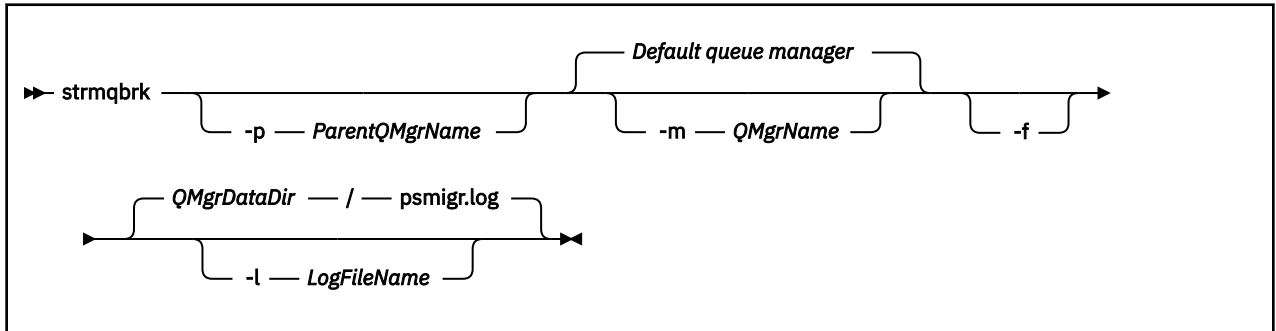 Default queue manager
strmqbrk
-p ParentQMgrName
-m QMgrName
-f
QMgrDataDir / psmigr.log
-l LogFileName